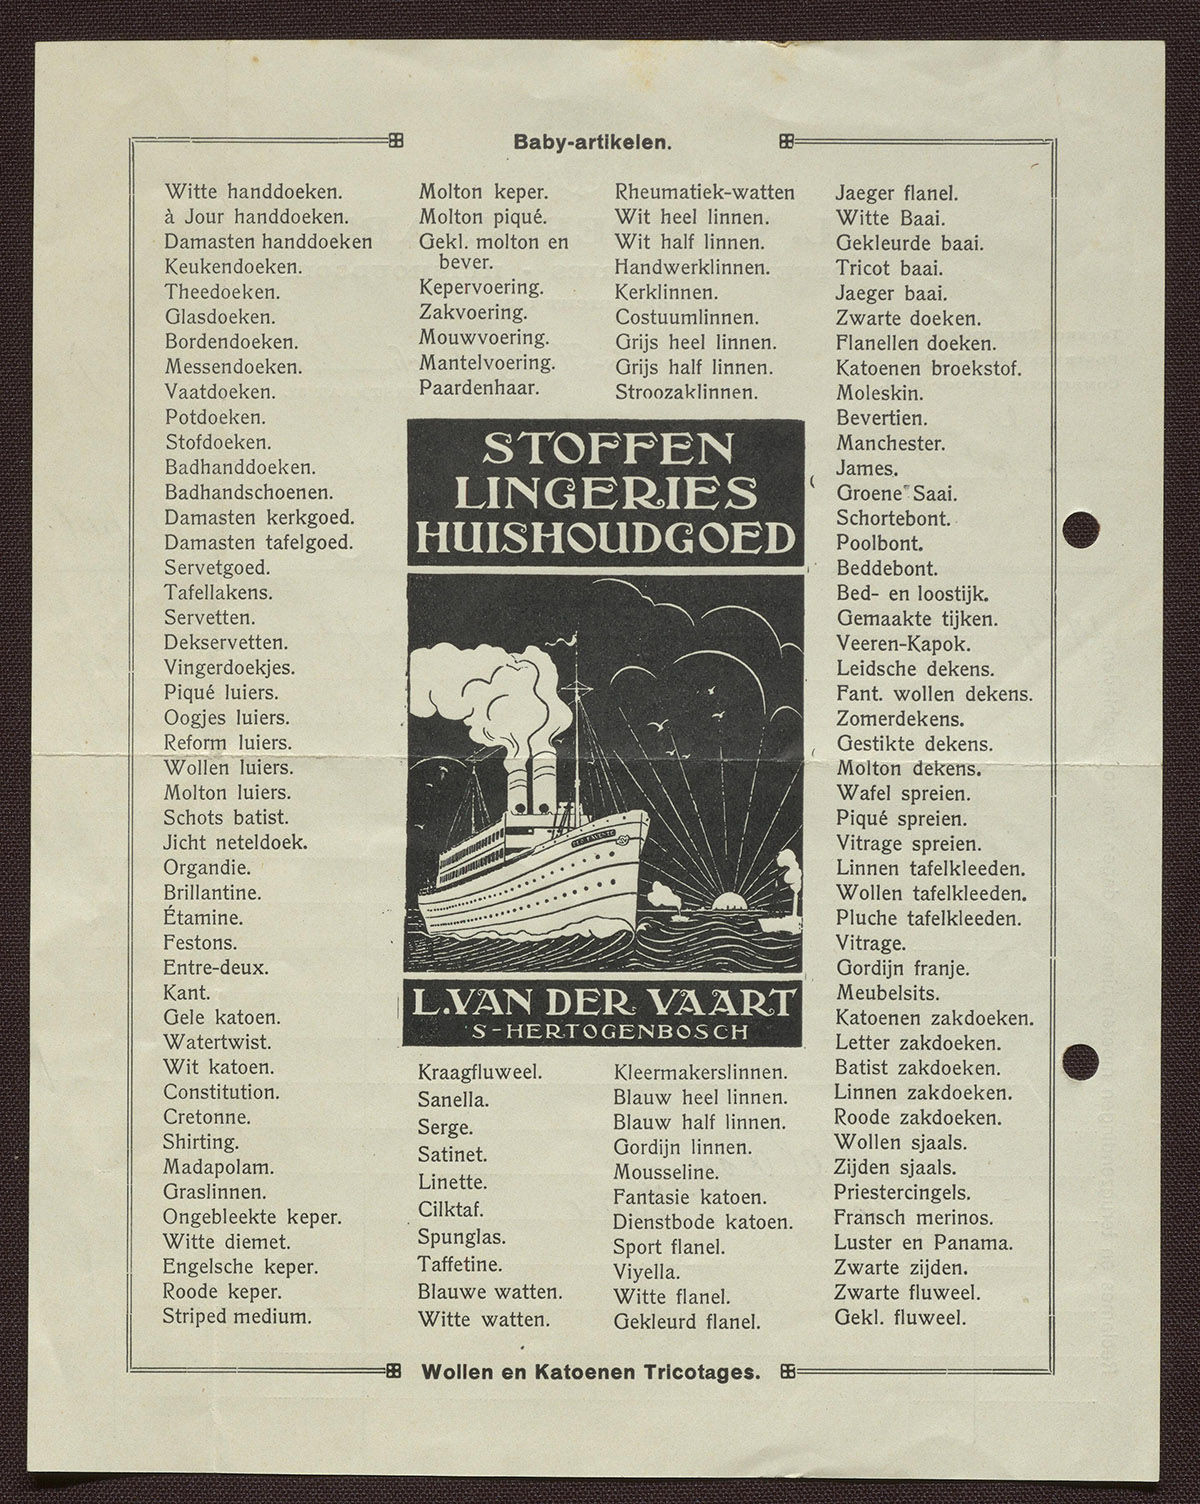 Baby-artikelen.
Witte handdoeken.
à Jour handdoeken.
Damasten handdoeken
Keukendoeken.
Theedoeken.
Glasdoeken.
Bordendoeken.
Messendoeken.
Vaatdoeken.
Potdoeken.
Stofdoeken.
Badhanddoeken.
Badhandschoenen.
Damasten kerkgoed.
Damasten tafelgoed.
Servetgoed.
Tafellakens.
Servetten.
Dekservetten.
Vingerdoekjes.
Piqué luiers.
Oogjes luiers.
Reform luiers.
Wollen luiers.
Molton luiers.
Schots batist.
Jicht neteldoek.
Organdie.
Brillantine.
Étamine.
Festons.
Entre-deux.
Kant.
Gele katoen.
Watertwist.
Wit katoen.
Constitution.
Cretonne.
Shirting.
Madapolam.
Graslinnen.
Ongebleekte keper.
Witte diemet.
Engelsche keper.
Roode keper.
Striped medium.
Molton keper.
Molton piqué.
Gekl. molton en
bever.
Kepervoering.
Zakvoering.
Mouwvoering.
Mantelvoering.
Paardenhaar.
Rheumatiek-watten
Wit heel linnen.
Wit half linnen.
Handwerklinnen.
Kerklinnen.
Costuumlinnen.
Grijs heel linnen.
Grijs half linnen.
Stroozaklinnen.
STOFFEN
LINGERIES
HUISHOUDGOED
L. VAN DER VAART
'S-HERTOGENBOSCH
Kraagfluweel.
Sanella.
Serge.
Satinet.
Linette.
Cilktaf.
Spunglas.
Taffetine.
Blauwe watten.
Witte watten.
Kleermakerslinnen.
Blauw heel linnen.
Blauw half linnen.
Gordijn linnen.
Mousseline.
Fantasie katoen.
Dienstbode katoen.
Sport flanel.
Viyella.
Witte flanel.
Gekleurd flanel.
Jaeger flanel.
Witte Baai.
Gekleurde baai.
Tricot baai.
Jaeger baai.
Zwarte doeken.
Flanellen doeken.
Katoenen broekstof.
Moleskin.
Bevertien.
Manchester.
James.
Groene Saai.
Schortebont.
Poolbont.
Beddebont.
Bed- en loostijk.
Gemaakte tijken.
Veeren-Kapok.
Leidsche dekens.
Fant. wollen dekens.
Zomerdekens.
Gestikte dekens.
Molton dekens.
Wafel spreien.
Piqué spreien.
Vitrage spreien.
Linnen tafelkleeden.
Wollen tafelkleeden.
Pluche tafelkleeden.
Vitrage.
Gordijn franje.
Meubelsits.
Katoenen zakdoeken.
Letter zakdoeken.
Batist zakdoeken.
Linnen zakdoeken.
Roode zakdoeken.
Wollen sjaals.
Zijden sjaals.
Priestercingels.
Fransch merinos.
Luster en Panama.
Zwarte zijden.
Zwarte fluweel.
Gekl. fluweel.
Wollen en Katoenen Tricotages.